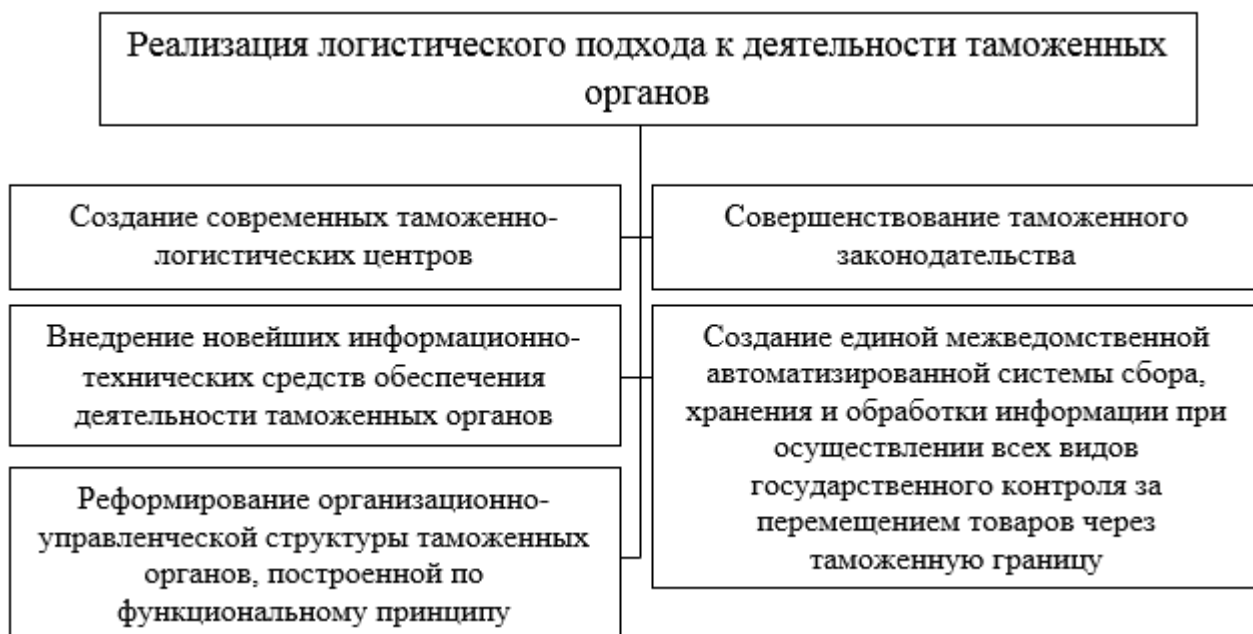 Реализация логистического подхода к деятельности таможенных
органов
Создание современных таможенно-
логистических центров
Совершенствование таможенного
законодательства
Внедрение новейших информационно-
технических средств обеспечения
деятельности таможенных органов
Создание единой межведомственной
автоматизированной системы сбора,
хранения и обработки информации при
осуществлении всех видов
государственного контроля за
перемещением товаров через
таможенную границу
Реформирование организационно-
управленческой структуры таможенных
органов, построенной по
функциональному принципу